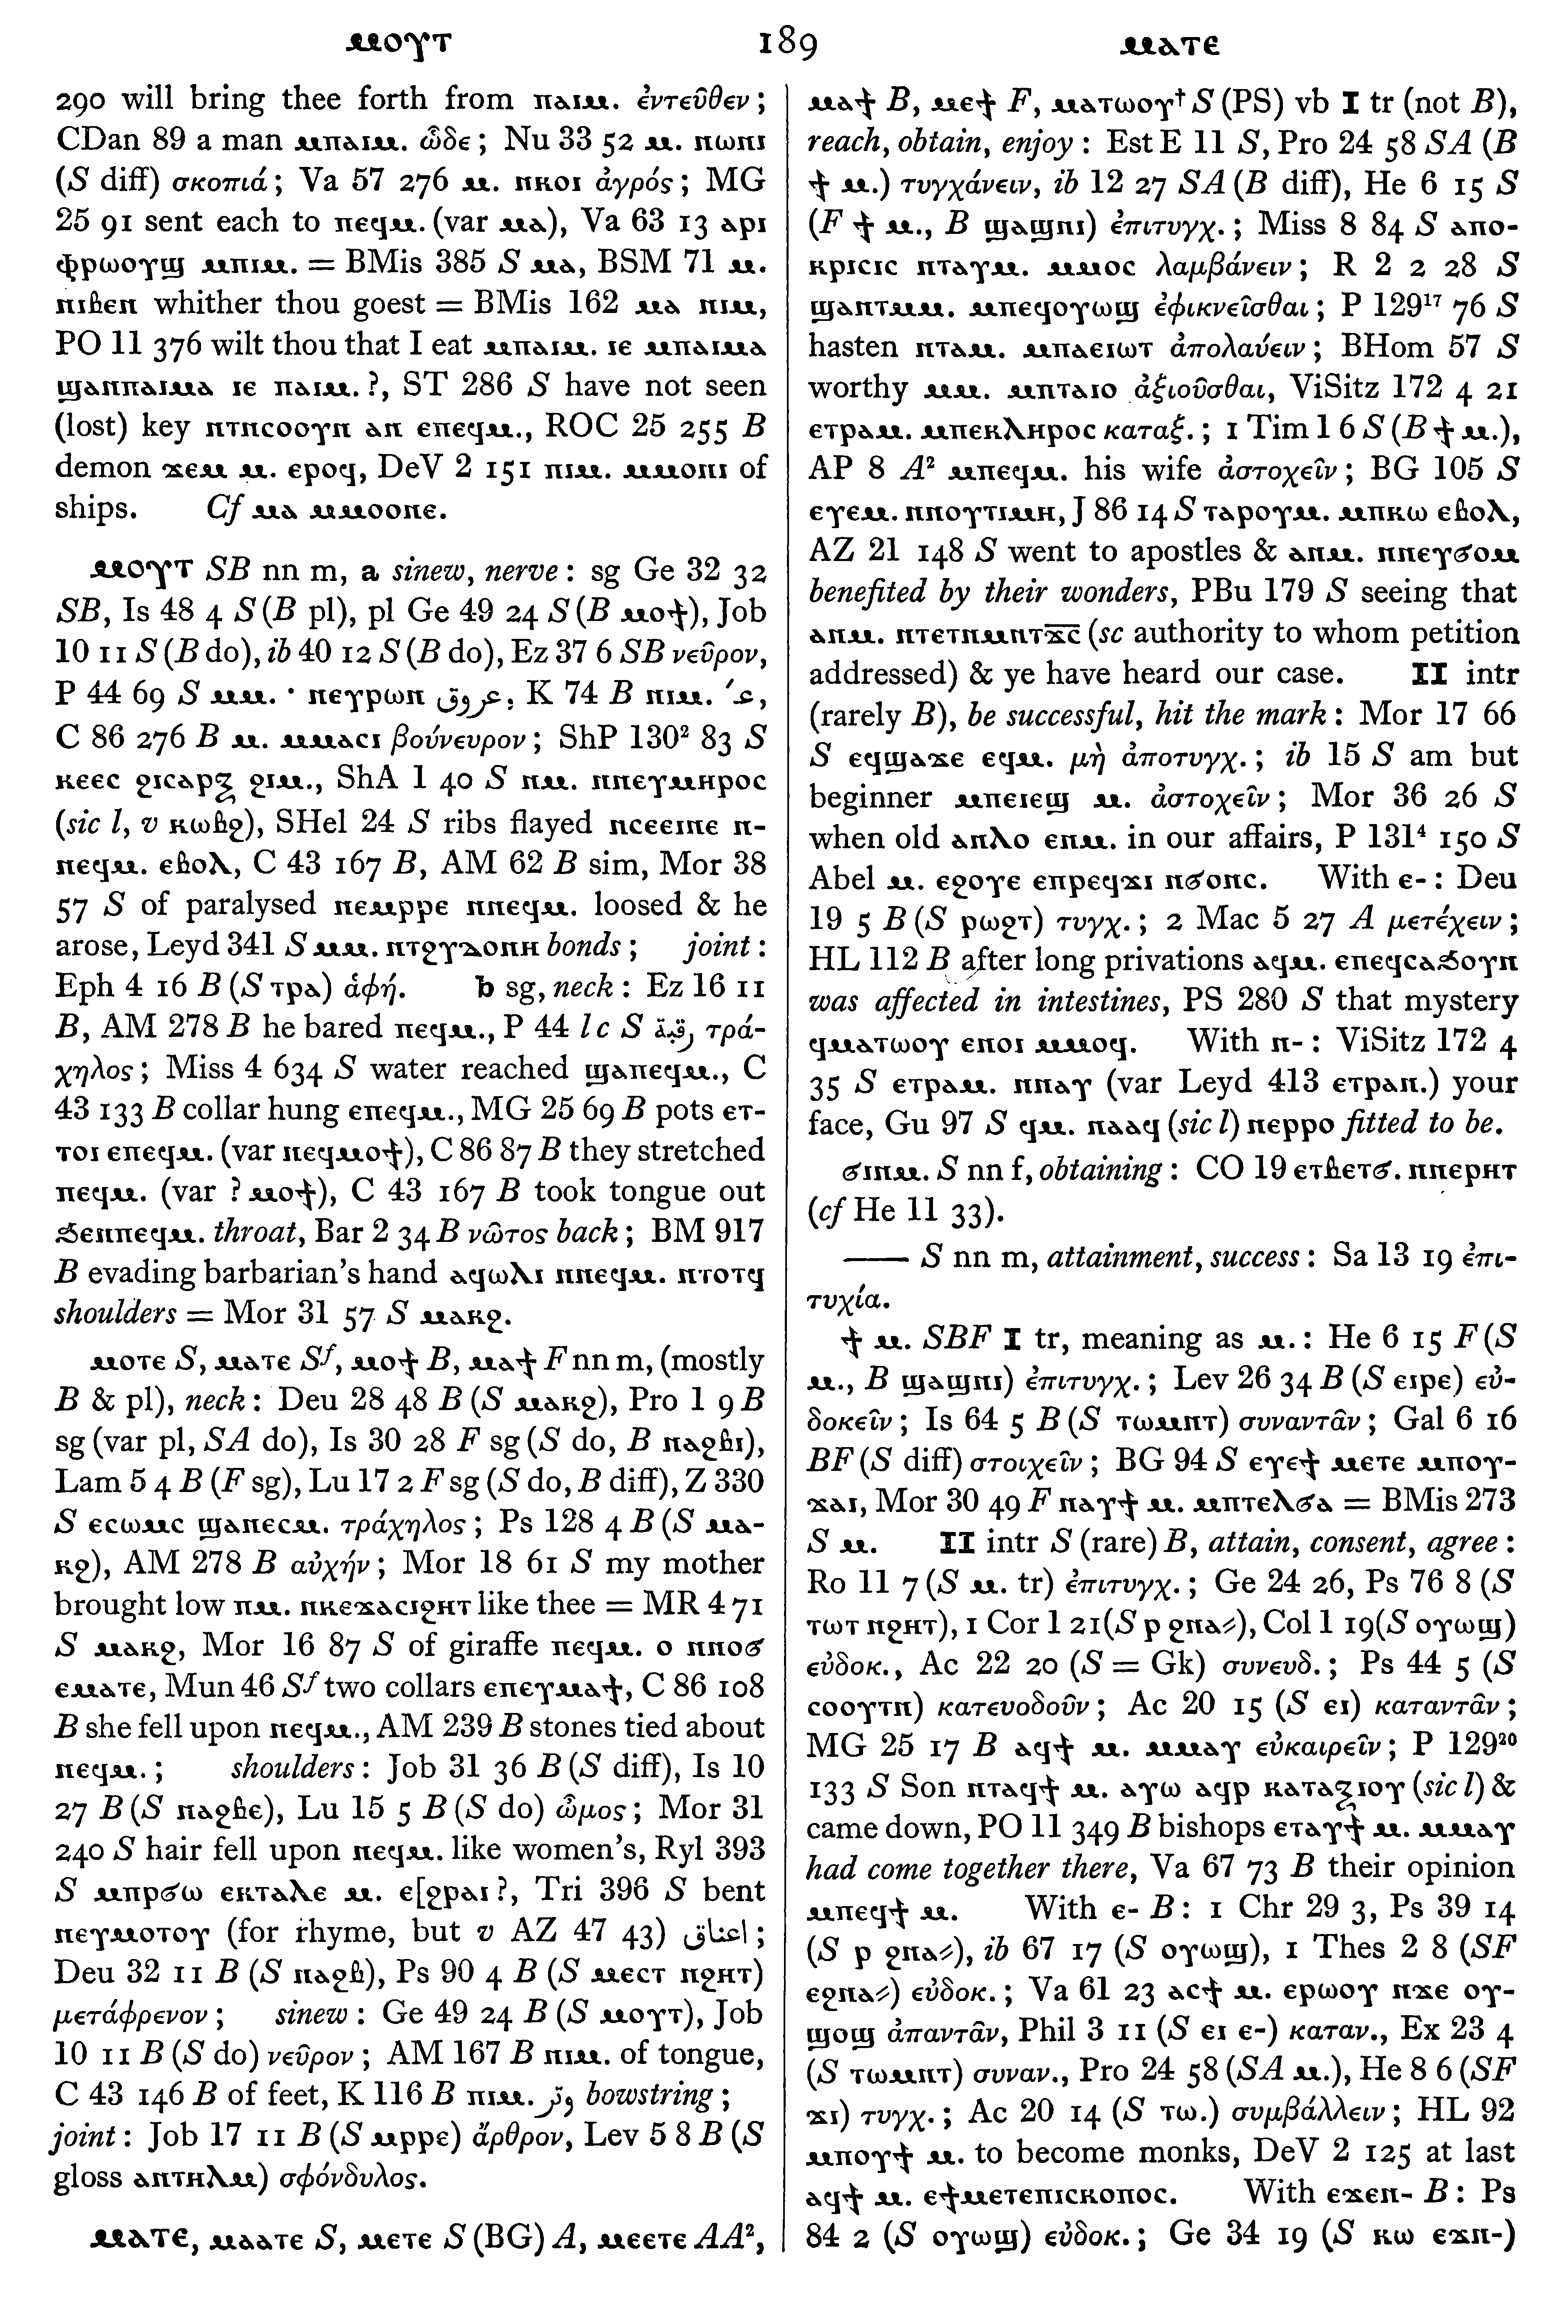 ⲙⲟⲩⲧ 189 ⲙⲁⲧⲉ
290 will bring thee forth from ⲡⲁⲓⲙ. ἐντεῦθεν ;
CDan 89 a man ⲙⲡⲁⲓⲙ. ὧδε ; Nu 33 52 ⲙ. ⲛⲱⲛⲓ
(S diff) σκοπιά ; Va 57 276 ⲙ. ⲛⲕⲟⲓ ἀγρός ; MG
25 91 sent each to ⲡⲉϥⲙ. (var ⲙⲁ), Va 63 13 ⲁⲣⲓ
ⲫⲣⲱⲟⲩϣ ⲙⲡⲓⲙ. = BMis 385 S ⲙⲁ, BSM 71 ⲙ.
ⲛⲓⲃⲉⲛ whither thou goest = BMis 162 ⲙⲁ ⲛⲓⲙ,
PO 11 376 wilt thou that I eat ⲙⲡⲁⲓⲙ. ⲓⲉ ⲙⲡⲁⲓⲙⲁ
ϣⲁⲡⲡⲁⲓⲙⲁ ⲓⲉ ⲡⲁⲓⲙ. ?, ST 286 S have not seen
(lost) key ⲛⲧⲛⲥⲟⲟⲩⲛ ⲁⲛ ⲉⲡⲉϥⲙ., ROC 25 255 B
demon ϫⲉⲙ ⲙ. ⲉⲣⲟϥ, DeV 2 151 ⲡⲓⲙ. ⲙⲙⲟⲛⲓ of
ships. Cf ⲙⲁ ⲙⲙⲟⲟⲛⲉ.
ⲙⲟⲩⲧ SB nn m, a sinew, nerve : sg Ge 32 32
SB, Is 48 4 S (B pl), pl Ge 49 24 S (B ⲙⲟϯ), Job
10 11 S (B do), ib 40 12 S (B do), Ez 37 6 SB νεῦρον,
P 44 69 S ⲙⲙ. · ⲛⲉⲩⲣⲱⲛ عروق, K 74 B ⲡⲓⲙ. ′ع,
C 86 276 B ⲙ. ⲙⲙⲁⲥⲓ βούνευρον ; ShP 130² 83 S
ⲕⲉⲉⲥ ϩⲓⲥⲁⲣⲝ ϩⲓⲙ., ShA 1 40 S ⲛⲙ. ⲛⲛⲉⲩⲙⲏⲣⲟⲥ
(sic l, v ⲕⲱⲃϩ), SHel 24 S ribs flayed ⲛⲥⲉⲉⲓⲛⲉ ⲛ-
ⲛⲉϥⲙ. ⲉⲃⲟⲗ, C 43 167 B, AM 62 B sim, Mor 38
57 S of paralysed ⲛⲉⲙⲣⲣⲉ ⲛⲛⲉϥⲙ. loosed & he
arose, Leyd 341 S ⲙⲙ. ⲛⲧϩⲩⲇⲟⲛⲏ bonds ; joint :
Eph 4 16 B (S ⲧⲣⲁ) ἁφή. b sg, neck : Ez 16 11
B, AM 278 B he bared ⲡⲉϥⲙ., P 44 l c S رقبة τρά-
χηλος ; Miss 4 634 S water reached ϣⲁⲡⲉϥⲙ., C
43 133 B collar hung ⲉⲡⲉϥⲙ., MG 25 69 B pots ⲉⲧ-
ⲧⲟⲓ ⲉⲡⲉϥⲙ. (var ⲛⲉϥⲙⲟϯ), C 86 87 B they stretched
ⲡⲉϥⲙ. (var ? ⲙⲟϯ), C 43 167 B took tongue out
ϧⲉⲛⲡⲉϥⲙ. throat, Bar 2 34 B νῶτος back ; BM 917
B evading barbarian's hand ⲁϥⲱⲗⲓ ⲛⲛⲉϥⲙ. ⲛⲧⲟⲧϥ
shoulders = Mor 31 57 S ⲙⲁⲕϩ.
ⲙⲟⲧⲉ S, ⲙⲁⲧⲉ Sᶠ, ⲙⲟϯ B, ⲙⲁϯ F nn m, (mostly
B & pl), neck : Deu 28 48 B (S ⲙⲁⲕϩ), Pro 1 9 B
sg (var pl, SA do), Is 30 28 F sg (S do, B ⲛⲁϩⲃⲓ),
Lam 5 4 B (F sg), Lu 17 2 F sg (S do, B diff), Z 330
S ⲉⲥⲱⲙⲥ ϣⲁⲡⲉⲥⲙ. τράχηλος ; Ps 128 4 B (S ⲙⲁ-
ⲕϩ), AM 278 B αὐχήν ; Mor 18 61 S my mother
brought low ⲡⲙ. ⲛⲕⲉϫⲁⲥⲓϩⲏⲧ like thee = MR 4 71
S ⲙⲁⲕϩ, Mor 16 87 S of giraffe ⲡⲉϥⲙ. ⲟ ⲛⲛⲟϭ
ⲉⲙⲁⲧⲉ, Mun 46 Sᶠ two collars ⲉⲡⲉⲩⲙⲁϯ, C 86 108
B she fell upon ⲛⲉϥⲙ., AM 239 B stones tied about
ⲛⲉϥⲙ. ; shoulders : Job 31 36 B (S diff), Is 10
27 B (S ⲛⲁϩⲃⲉ), Lu 15 5 B (S do) ὦμος ; Mor 31
240 S hair fell upon ⲛⲉϥⲙ. like women's, Ryl 393
S ⲙⲡⲣϭⲱ ⲉⲕⲧⲁⲗⲉ ⲙ. ⲉ[ϩⲣⲁⲓ ?, Tri 396 S bent
ⲛⲉⲩⲙⲟⲧⲟⲩ (for rhyme, but v AZ 47 43) اعناق ;
Deu 32 11 B (S ⲛⲁϩⲃ), Ps 90 4 B (S ⲙⲉⲥⲧ ⲛϩⲏⲧ)
μετάφρενον ; sinew : Ge 49 24 B (S ⲙⲟⲩⲧ), Job
10 11 B (S do) νεῦρον ; AM 167 B ⲡⲓⲙ. of tongue,
C 43 146 B of feet, K 116 B ⲡⲓⲙ. وتر bowstring ;
joint : Job 17 11 B (S ⲙⲣⲣⲉ) ἄρθρον, Lev 5 8 B (S
gloss ⲁⲡⲧⲏⲗⲙ) σφόνδυλος.
ⲙⲁⲧⲉ, ⲙⲁⲁⲧⲉ S, ⲙⲉⲧⲉ S (BG) A, ⲙⲉⲉⲧⲉ AA²,
ⲙⲁϯ B, ⲙⲉϯ F, ⲙⲁⲧⲱⲟⲩ† S (PS) vb I tr (not B),
reach, obtain, enjoy : Est E 11 S, Pro 24 58 SA (B
ϯ ⲙ.) τυγχάνειν, ib 12 27 SA (B diff), He 6 15 S
(F ϯ ⲙ., B ϣⲁϣⲛⲓ) ἐπιτυγχ. ; Miss 8 84 S ⲁⲡⲟ-
ⲕⲣⲓⲥⲓⲥ ⲛⲧⲁⲩⲙ. ⲙⲙⲟⲥ λαμβάνειν ; R 2 2 28 S
ϣⲁⲛⲧⲙⲙ. ⲙⲡⲉϥⲟⲩⲱϣ ἐφικνεῖσθαι ; P 129¹⁷ 76 S
hasten ⲛⲧⲁⲙ. ⲙⲡⲁⲉⲓⲱⲧ ἀπολαύειν ; BHom 57 S
worthy ⲙⲙ. ⲙⲡⲧⲁⲓⲟ ἀξιοῦσθαι, ViSitz 172 4 21
ⲉⲧⲣⲁⲙ. ⲙⲡⲉⲕⲗⲏⲣⲟⲥ καταξ. ; 1 Tim 1 6 S (B ϯ ⲙ.),
AP 8 A² ⲙⲡⲉϥⲙ. his wife ἀστοχεῖν ; BG 105 S
ⲉⲩⲉⲙ. ⲛⲛⲟⲩⲧⲓⲙⲏ, J 86 14 S ⲧⲁⲣⲟⲩⲙ. ⲙⲡⲕⲱ ⲉⲃⲟⲗ,
AZ 21 148 S went to apostles & ⲁⲛⲙ. ⲛⲛⲉⲩϭⲟⲙ
benefited by their wonders, PBu 179 S seeing that
ⲁⲛⲙ. ⲛⲧⲉⲧⲛⲙⲛⲧϫ̅ⲥ̅ (sc authority to whom petition
addressed) & ye have heard our case. II intr
(rarely B), be successful, hit the mark : Mor 17 66
S ⲉϥϣⲁϫⲉ ⲉϥⲙ. μὴ ἀποτυγχ. ; ib 15 S am but
beginner ⲙⲡⲉⲓⲉϣ ⲙ. ἀστοχεῖν ; Mor 36 26 S
when old ⲁⲛⲗⲟ ⲉⲛⲙ. in our affairs, P 131⁴ 150 S
Abel ⲙ. ⲉϩⲟⲩⲉ ⲉⲡⲣⲉϥϫⲓ ⲛϭⲟⲛⲥ. With ⲉ- : Deu
19 5 B (S ⲣⲱϩⲧ) τυγχ. ; 2 Mac 5 27 A μετέχειν ;
HL 112 B after long privations ⲁϥⲙ. ⲉⲡⲉϥⲥⲁϧⲟⲩⲛ
was affected in intestines, PS 280 S that mystery
ϥⲙⲁⲧⲱⲟⲩ ⲉⲛⲟⲓ ⲙⲙⲟϥ. With ⲛ- : ViSitz 172 4
35 S ⲉⲧⲣⲁⲙ. ⲛⲛⲁⲩ (var Leyd 413 ⲉⲧⲣⲁⲛ.) your
face, Gu 97 S ϥⲙ. ⲛⲁⲁϥ (sic l) ⲛⲉⲣⲣⲟ fitted to be.
ϭⲓⲛⲙ. S nn f, obtaining : CO 19 ⲉⲧⲃⲉⲧϭ. ⲛⲛⲉⲣⲏⲧ
(cf He 11 33).
—— S nn m, attainment, success : Sa 13 19 ἐπι-
τυχία.
ϯ ⲙ. SBF I tr, meaning as ⲙ. : He 6 15 F (S
ⲙ., B ϣⲁϣⲛⲓ) ἐπιτυγχ. ; Lev 26 34 B (S ⲉⲓⲣⲉ) εὐ-
δοκεῖν ; Is 64 5 B (S ⲧⲱⲙⲛⲧ) συναντᾶν ; Gal 6 16
BF (S diff) στοιχεῖν ; BG 94 S ⲉⲩⲉϯ ⲙⲉⲧⲉ ⲙⲡⲟⲩ-
ϫⲁⲓ, Mor 30 49 F ⲛⲁⲩϯ ⲙ. ⲙⲡⲧⲉⲗϭⲁ = BMis 273
S ⲙ. II intr S (rare) B, attain, consent, agree :
Ro 11 7 (S ⲙ. tr) ἐπιτυγχ. ; Ge 24 26, Ps 76 8 (S
ⲧⲱⲧ ⲛϩⲏⲧ), 1 Cor 1 21 (S ⲣ ϩⲛⲁ⸗), Col 1 19 (S ⲟⲩⲱϣ)
εὐδοκ., Ac 22 20 (S = Gk) συνευδ. ; Ps 44 5 (S
ⲥⲟⲟⲩⲧⲛ) κατευοδοῦν ; Ac 20 15 (S ⲉⲓ) καταντᾶν ;
MG 25 17 B ⲁϥϯ ⲙ. ⲙⲙⲁⲩ εὐκαιρεῖν ; P 129²⁰
133 S Son ⲛⲧⲁϥϯ ⲙ. ⲁⲩⲱ ⲁϥⲣ ⲕⲁⲧⲁⲝⲓⲟⲩ (sic l) &
came down, PO 11 349 B bishops ⲉⲧⲁⲩϯ ⲙ. ⲙⲙⲁⲩ
had come together there, Va 67 73 B their opinion
ⲙⲡⲉϥϯ ⲙ. With ⲉ- B : 1 Chr 29 3, Ps 39 14
(S ⲣ ϩⲛⲁ⸗), ib 67 17 (S ⲟⲩⲱϣ), 1 Thes 2 8 (SF
ⲉϩⲛⲁ⸗) εὐδοκ. ; Va 61 23 ⲁⲥϯ ⲙ. ⲉⲣⲱⲟⲩ ⲛϫⲉ ⲟⲩ-
ϣⲟϣ ἀπαντᾶν, Phil 3 11 (S ⲉⲓ ⲉ-) καταν., Ex 23 4
(S ⲧⲱⲙⲛⲧ) συναν., Pro 24 58 (SA ⲙ.), He 8 6 (SF
ϫⲓ) τυγχ. ; Ac 20 14 (S ⲧⲱ.) συμβάλλειν ; HL 92
ⲙⲡⲟⲩϯ ⲙ. to become monks, DeV 2 125 at last
ⲁϥϯ ⲙ. ⲉϯⲙⲉⲧⲉⲡⲓⲥⲕⲟⲡⲟⲥ. With ⲉϫⲉⲛ- B : Ps
84 2 (S ⲟⲩⲱϣ) εὐδοκ. ; Ge 34 19 (S ⲕⲱ ⲉϫⲛ-)